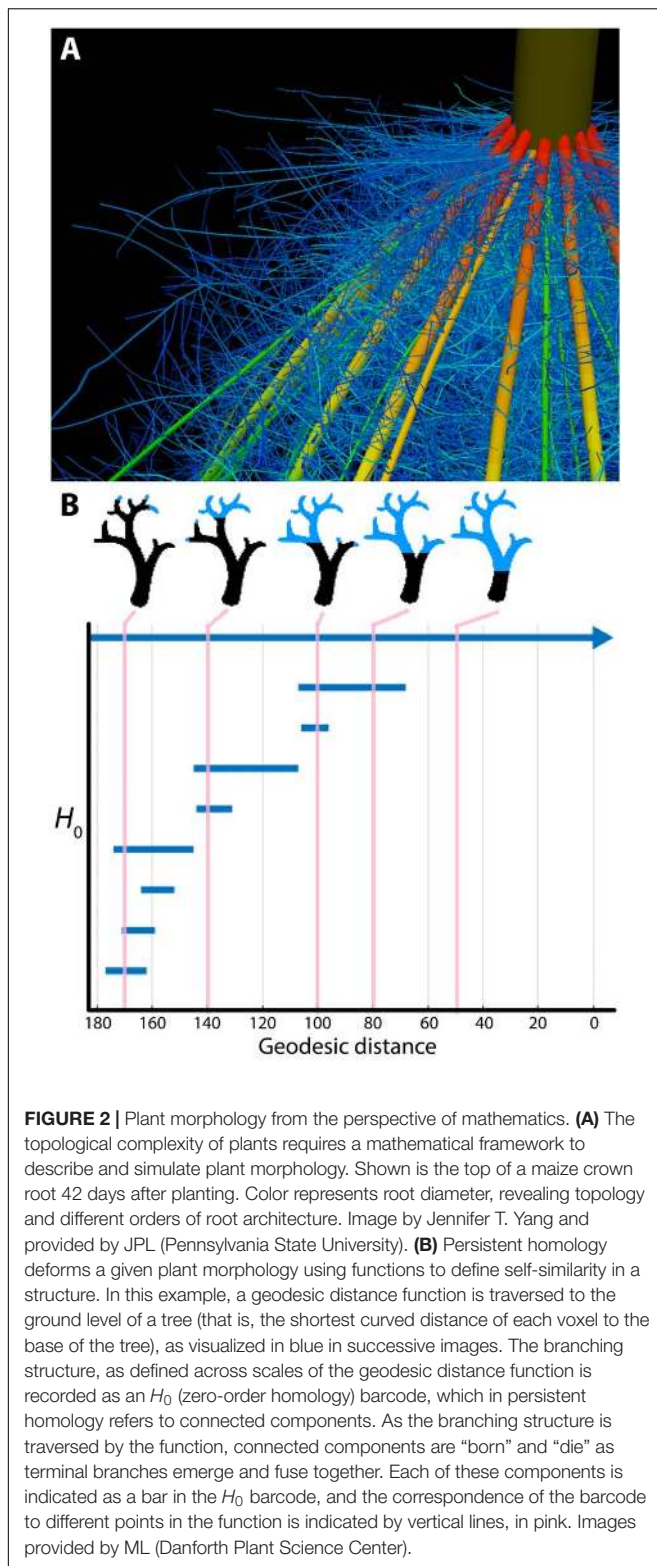 A
B
H0
180 160 140 120 100 80 60 40 20 0
Geodesic distance
FIGURE 2 | Plant morphology from the perspective of mathematics. (A) The
topological complexity of plants requires a mathematical framework to
describe and simulate plant morphology. Shown is the top of a maize crown
root 42 days after planting. Color represents root diameter, revealing topology
and different orders of root architecture. Image by Jennifer T. Yang and
provided by JPL (Pennsylvania State University). (B) Persistent homology
deforms a given plant morphology using functions to define self-similarity in a
structure. In this example, a geodesic distance function is traversed to the
ground level of a tree (that is, the shortest curved distance of each voxel to the
base of the tree), as visualized in blue in successive images. The branching
structure, as defined across scales of the geodesic distance function is
recorded as an H0 (zero-order homology) barcode, which in persistent
homology refers to connected components. As the branching structure is
traversed by the function, connected components are “born” and “die” as
terminal branches emerge and fuse together. Each of these components is
indicated as a bar in the H0 barcode, and the correspondence of the barcode
to different points in the function is indicated by vertical lines, in pink. Images
provided by ML (Danforth Plant Science Center).